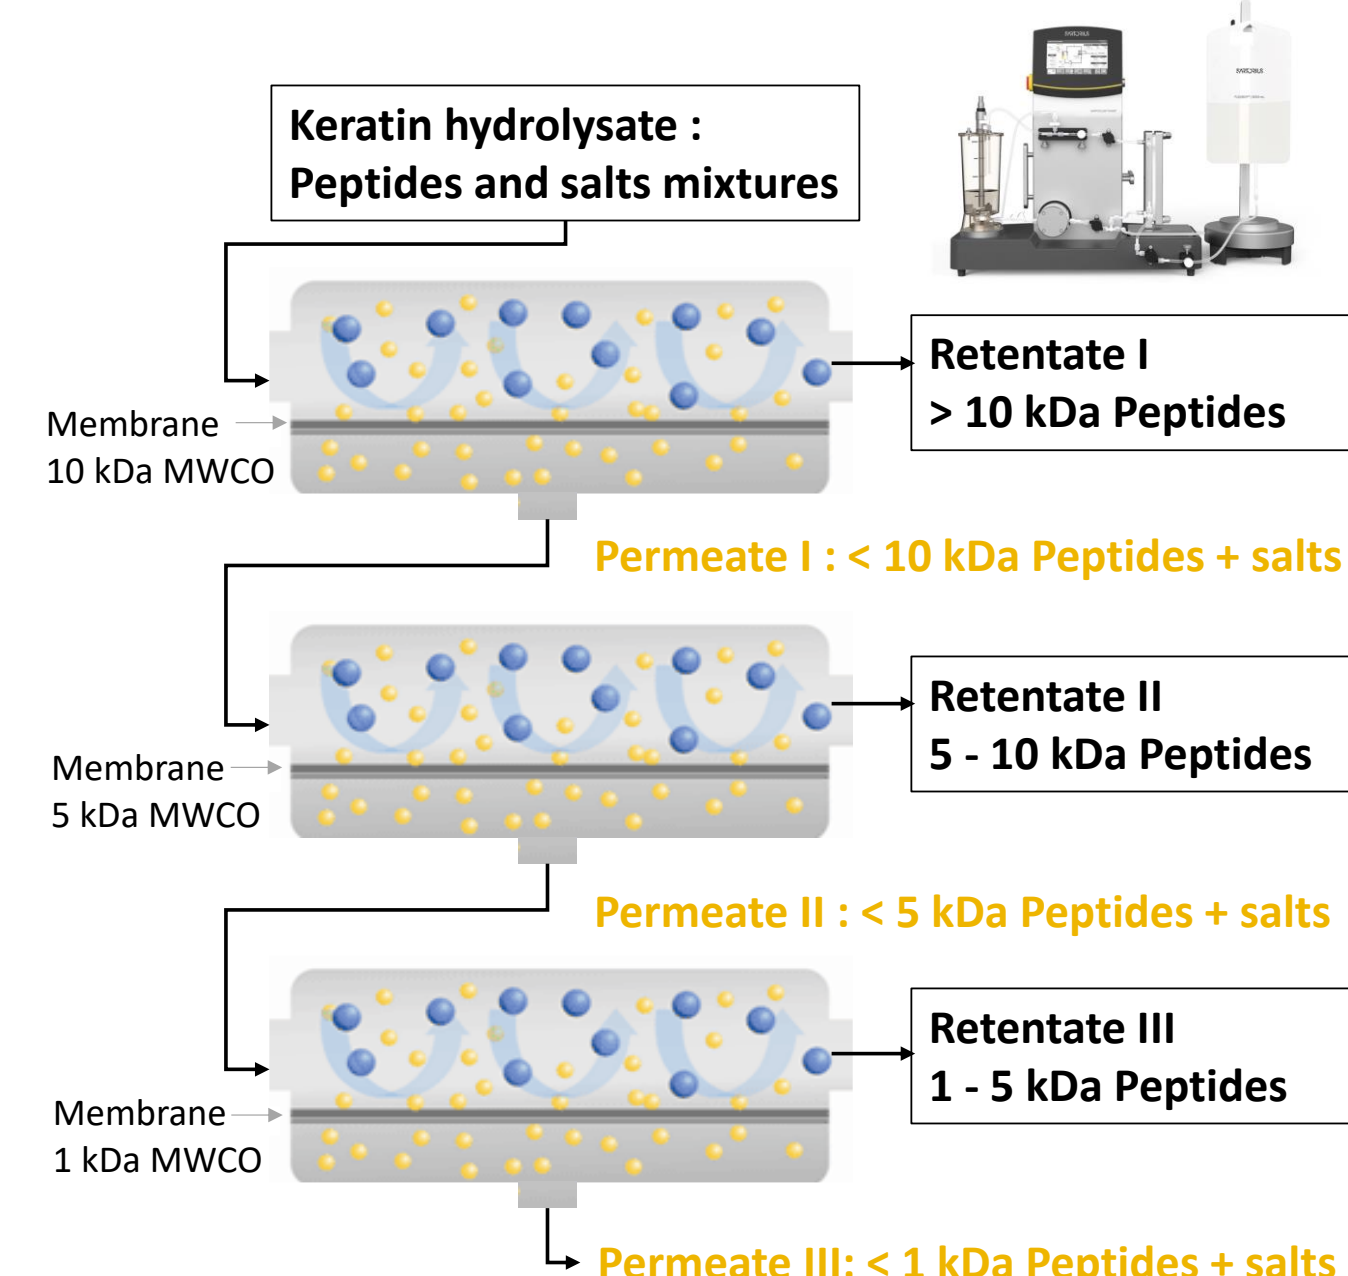 SARTORIUS
SARTORIUS
Keratin hydrolysate :
Peptides and salts mixtures
Retentate I
> 10 kDa Peptides
Membrane
10 kDa MWCO
Permeate I : < 10 kDa Peptides + salts
Retentate II
5 - 10 kDa Peptides
Membrane
5 kDa MWCO
Permeate II : < 5 kDa Peptides + salts
Retentate III
1 - 5 kDa Peptides
Membrane
1 kDa MWCO
Permeate III: < 1 kDa Peptides + salts